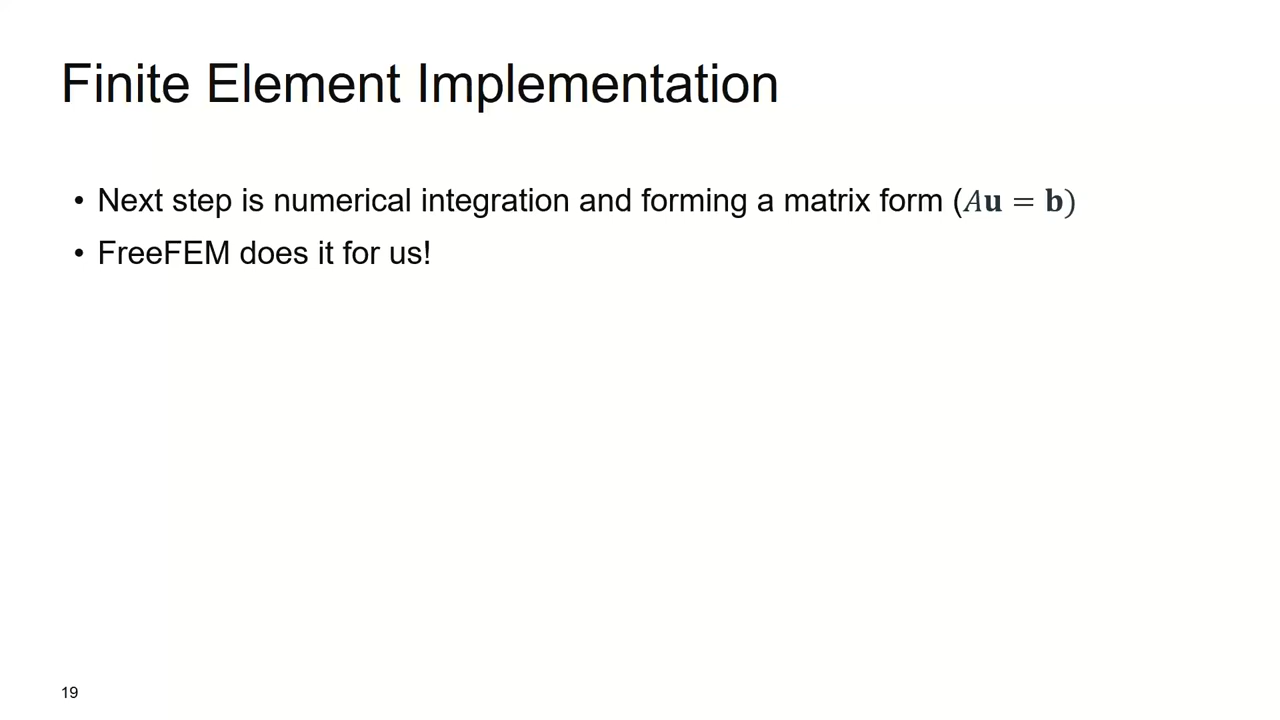 Finite Element Implementation
• Next step is numerical integration and forming a matrix form (A𝐮 = 𝐛)
• FreeFEM does it for us!
19